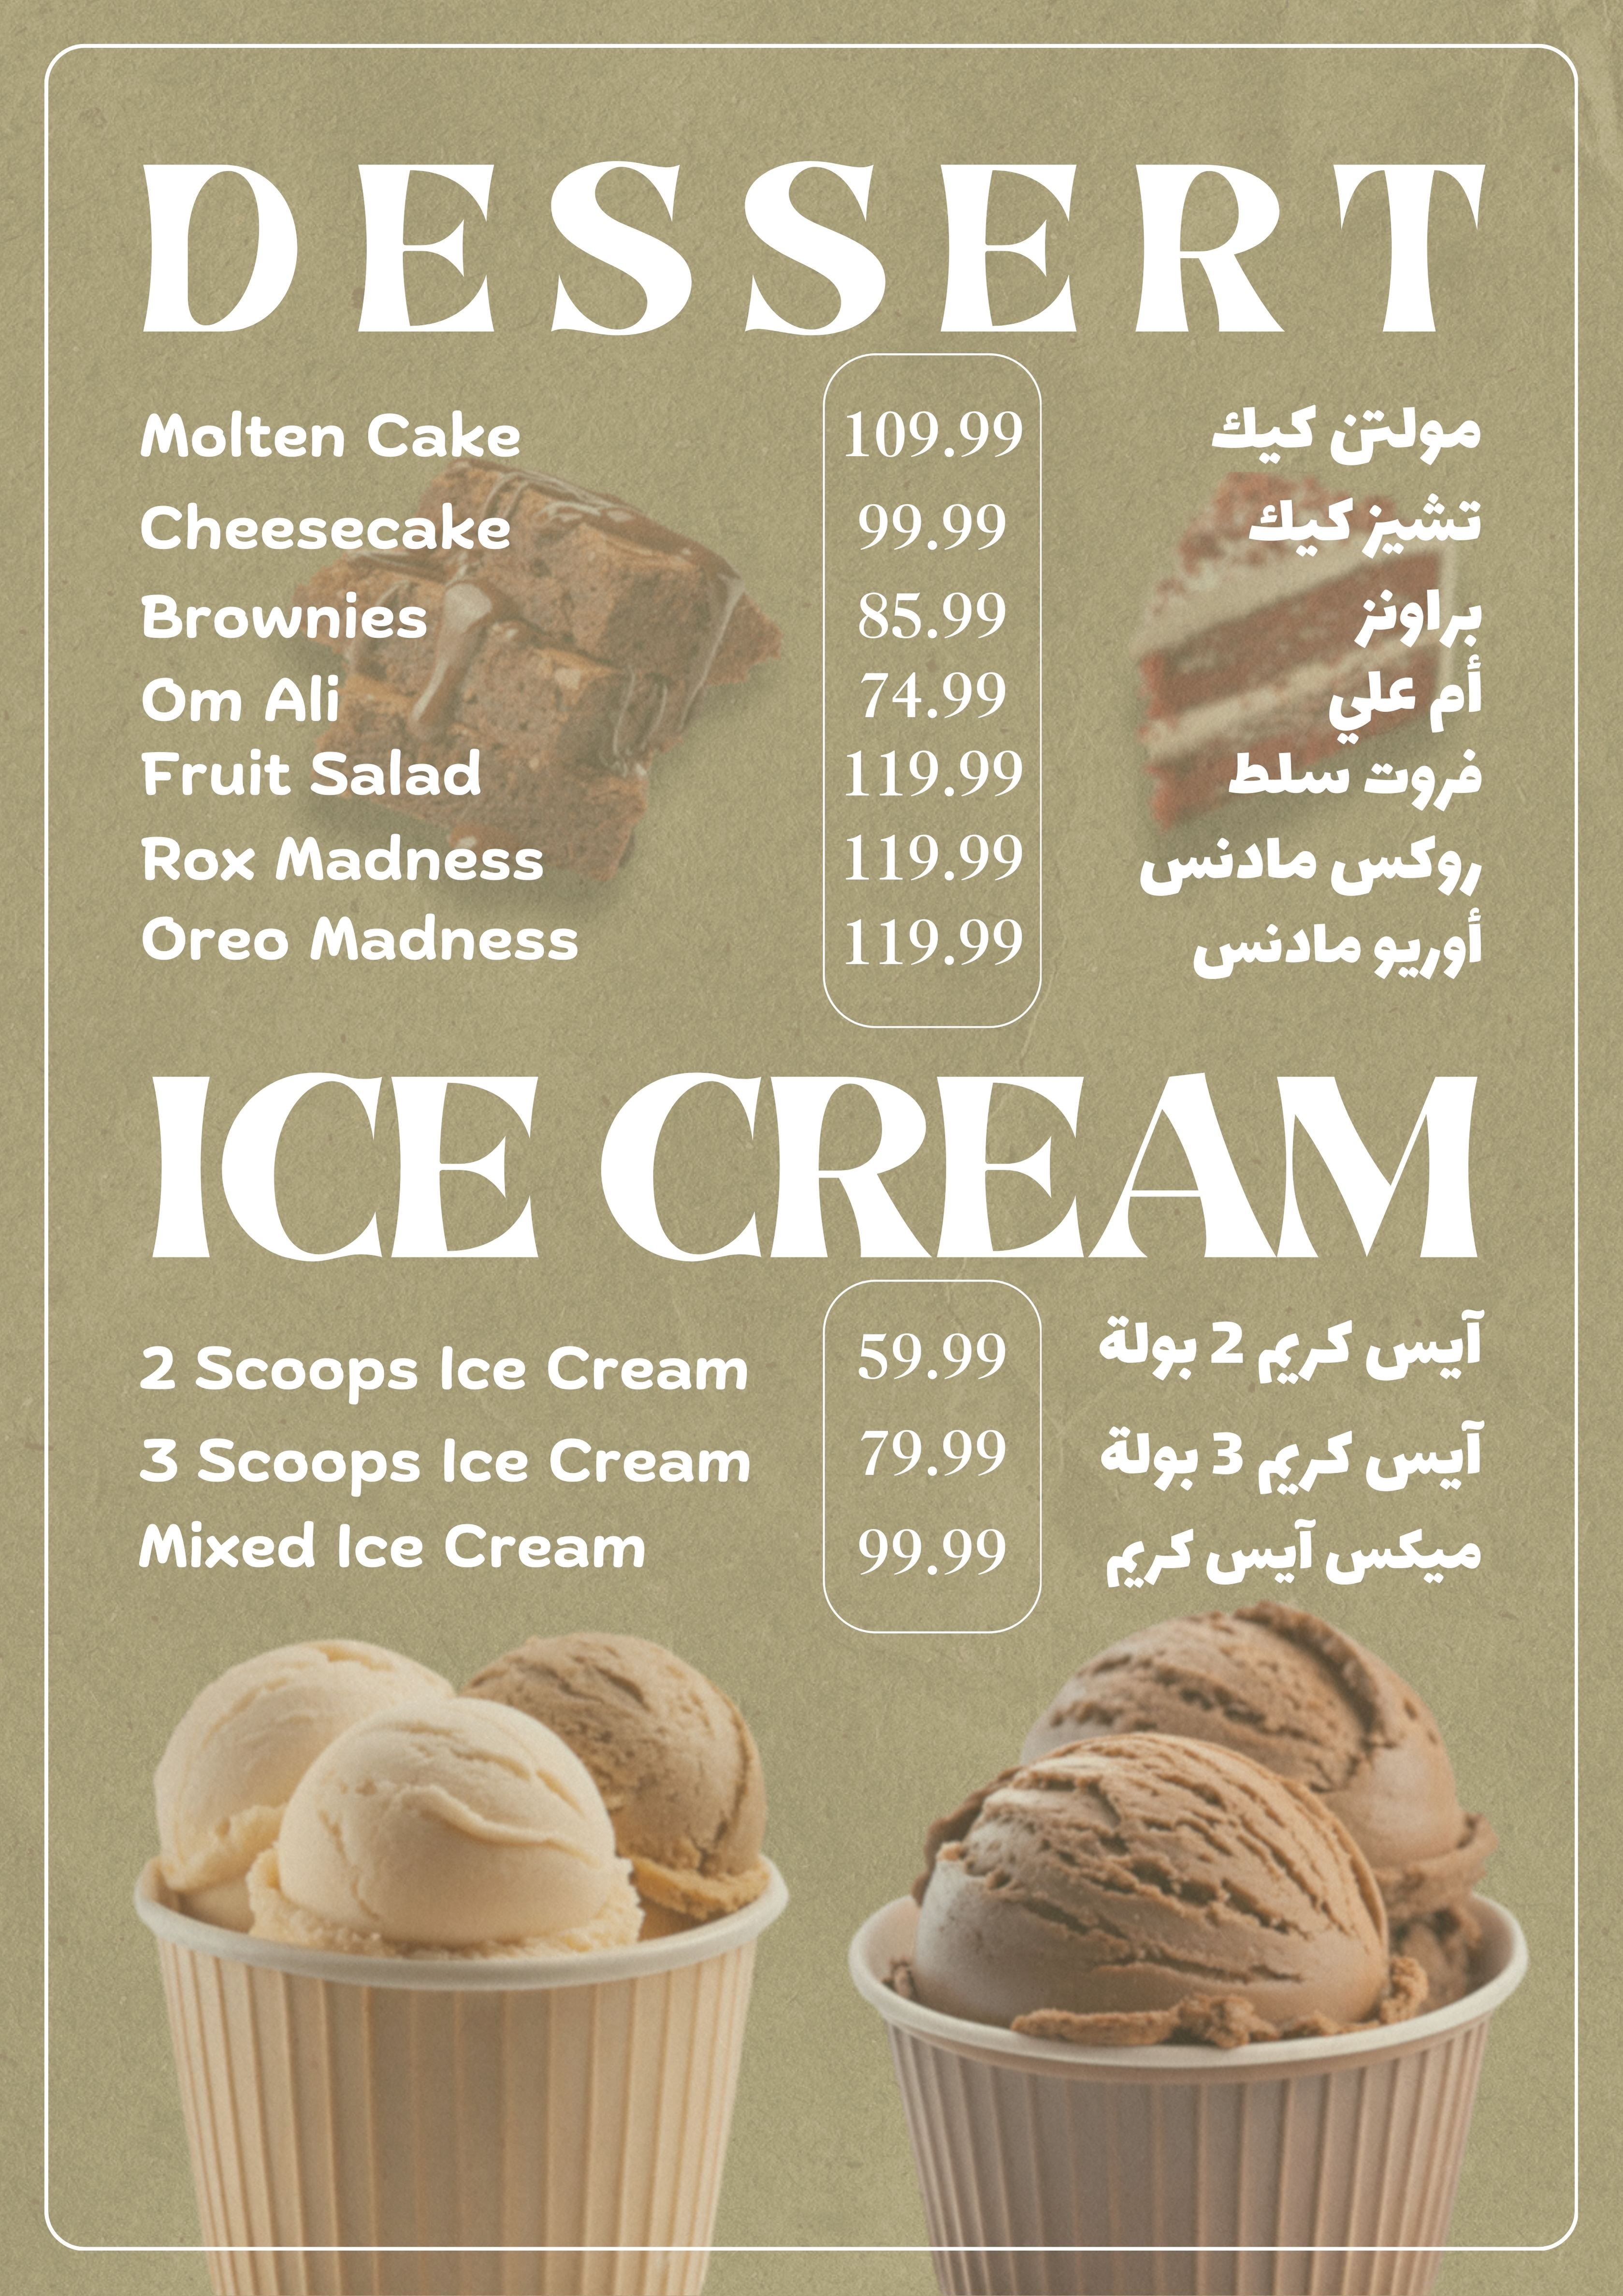 DESSERT
Molten Cake 109.99 مولتن كيك
Cheesecake 99.99 تشيز كيك
Brownies 85.99 براونز
Om Ali 74.99 أم علي
Fruit Salad 119.99 فروت سلط
Rox Madness 119.99 روكس مادنس
Oreo Madness 119.99 أوريو مادنس
ICE CREAM
2 Scoops Ice Cream 59.99 آيس كريم 2 بولة
3 Scoops Ice Cream 79.99 آيس كريم 3 بولة
Mixed Ice Cream 99.99 ميكس آيس كريم